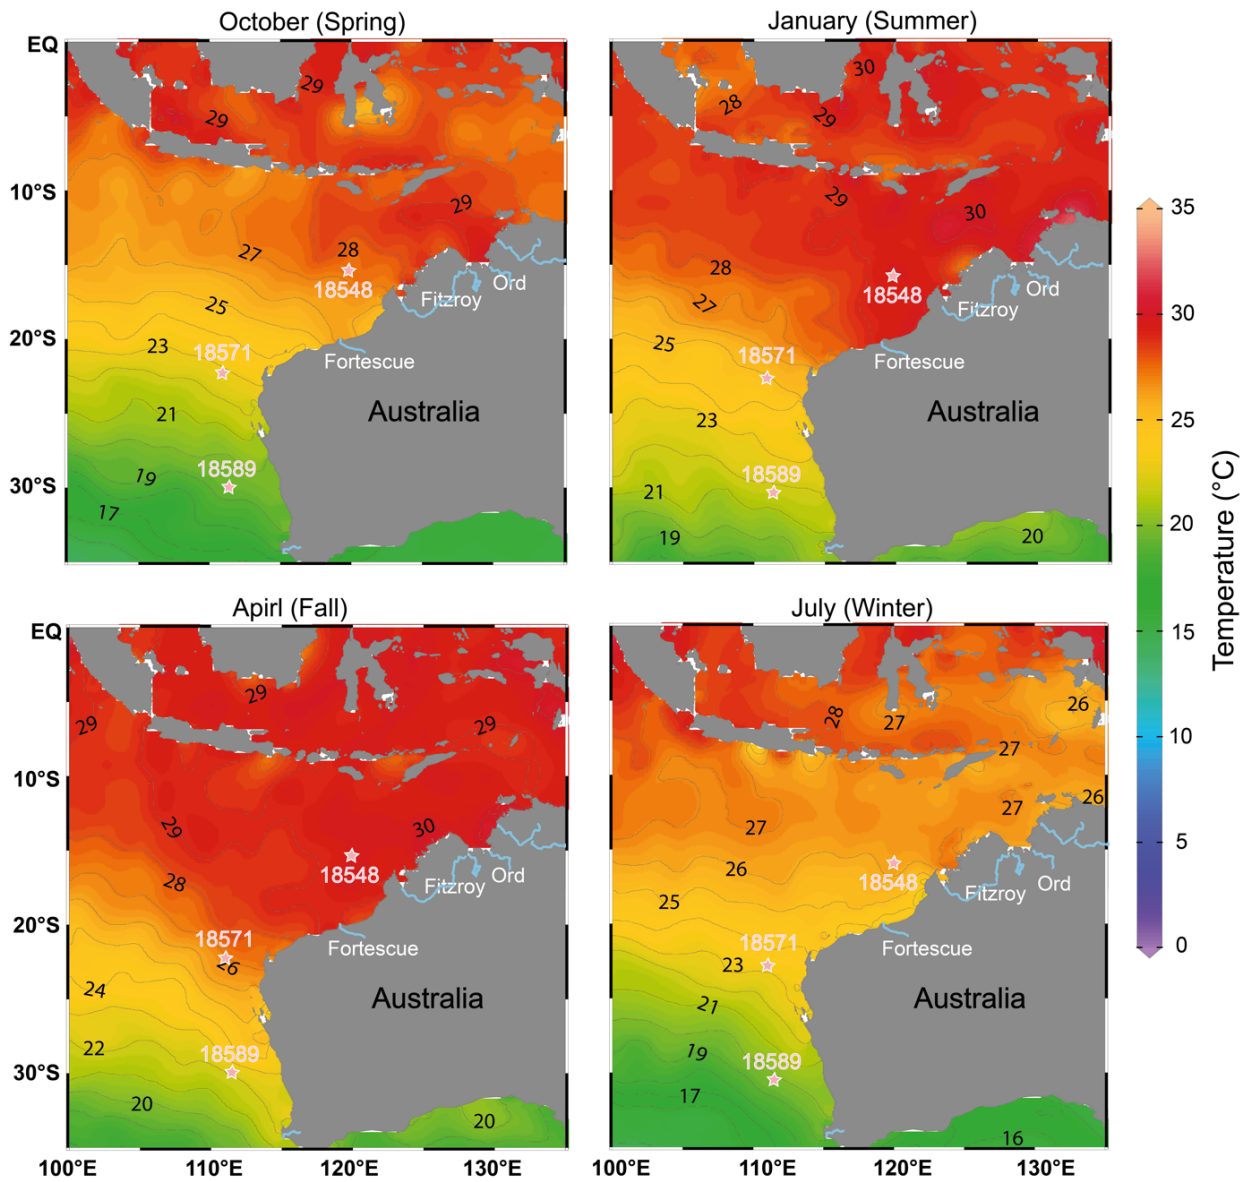 October (Spring)
January (Summer)
EQ
29
29
29
27
28
18548
Fitzroy
Ord
25
23
18571
Fortescue
21
Australia
19
18589
17
10°S
20°S
30°S
30
28
29
29
30
28
27
18548
Fitzroy
Ord
25
18571
Fortescue
23
Australia
18589
21
19
20
35
30
25
20
15
10
5
0
Temperature (°C)
Apirl (Fall)
July (Winter)
EQ
29
29
29
29
30
28
18548
Fitzroy
Ord
18571
26
Fortescue
24
Australia
22
18589
20
20
10°S
20°S
30°S
100°E
110°E
120°E
130°E
28
27
26
27
26
27
27
26
18548
Fitzroy
Ord
25
18571
23
Fortescue
21
Australia
19
18589
17
16
100°E
110°E
120°E
130°E